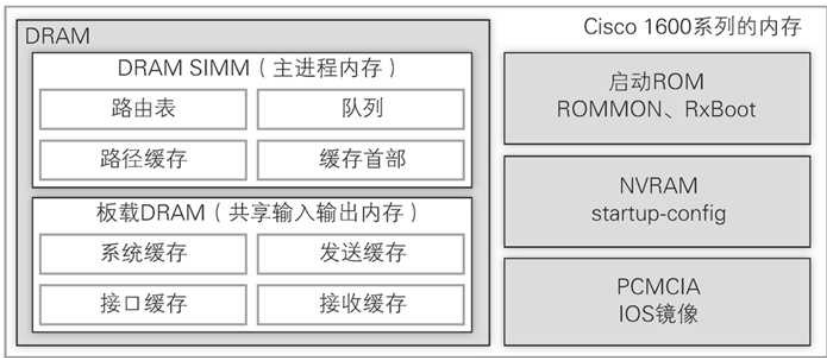 Cisco 1600系列的内存
DRAM
DRAM SIMM（主进程内存）
路由表
队列
路径缓存
缓存首部
板载DRAM（共享输入输出内存）
系统缓存
发送缓存
接口缓存
接收缓存
启动ROM
ROMMON、RxBoot
NVRAM
startup-config
PCMCIA
IOS镜像